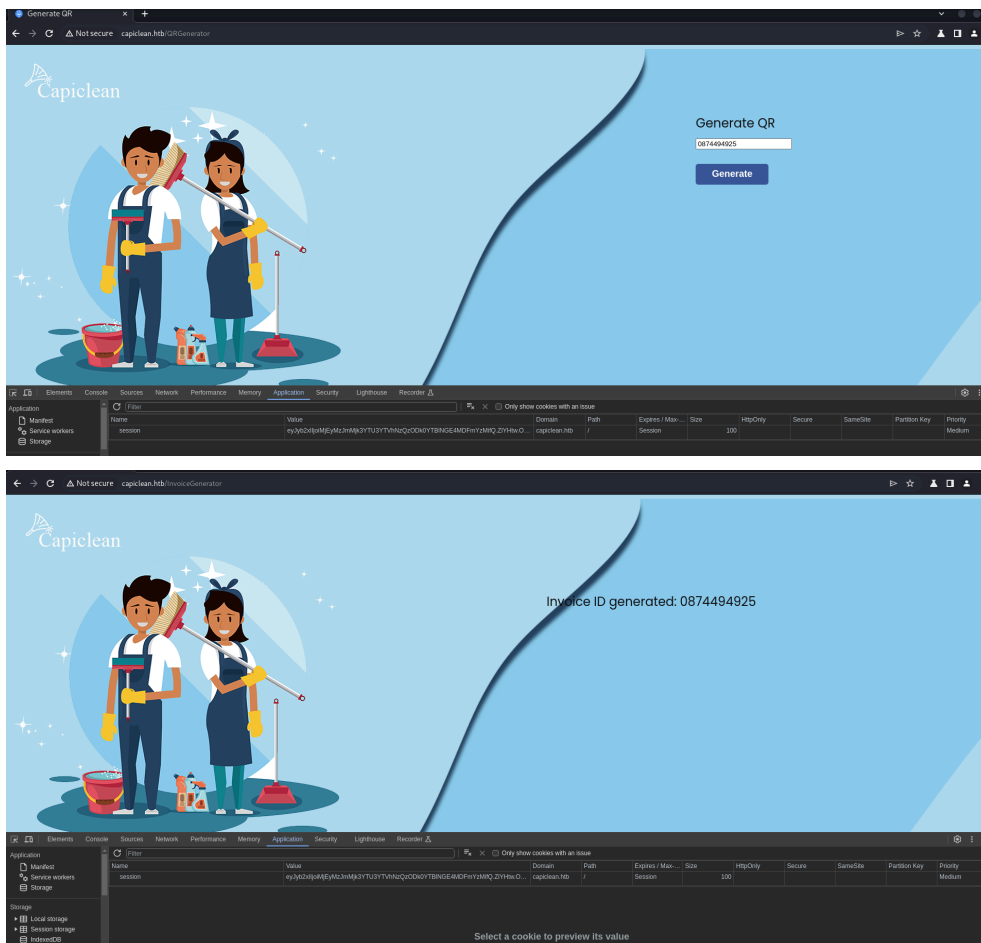 Generate QR
Not secure capiclean.htb/QRGenerator
Capiclean
Generate QR
0874494925
Generate
Elements Console Sources Network Performance Memory Application Security Lighthouse Recorder
Application
Filter
Only show cookies with an issue
Manifest
Service workers
Storage
Name Value Domain Path Expires / Max-... Size HttpOnly Secure SameSite Partition Key Priority
session capiclean.htb / Session 100 Medium
Not secure capiclean.htb/InvoiceGenerator
Capiclean
Invoice ID generated: 0874494925
Elements Console Sources Network Performance Memory Application Security Lighthouse Recorder
Application
Filter
Only show cookies with an issue
Manifest
Service workers
Storage
Name Value Domain Path Expires / Max-... Size HttpOnly Secure SameSite Partition Key Priority
session capiclean.htb / Session 100 Medium
Storage
Local storage
Session storage
IndexedDB
Select a cookie to preview its value